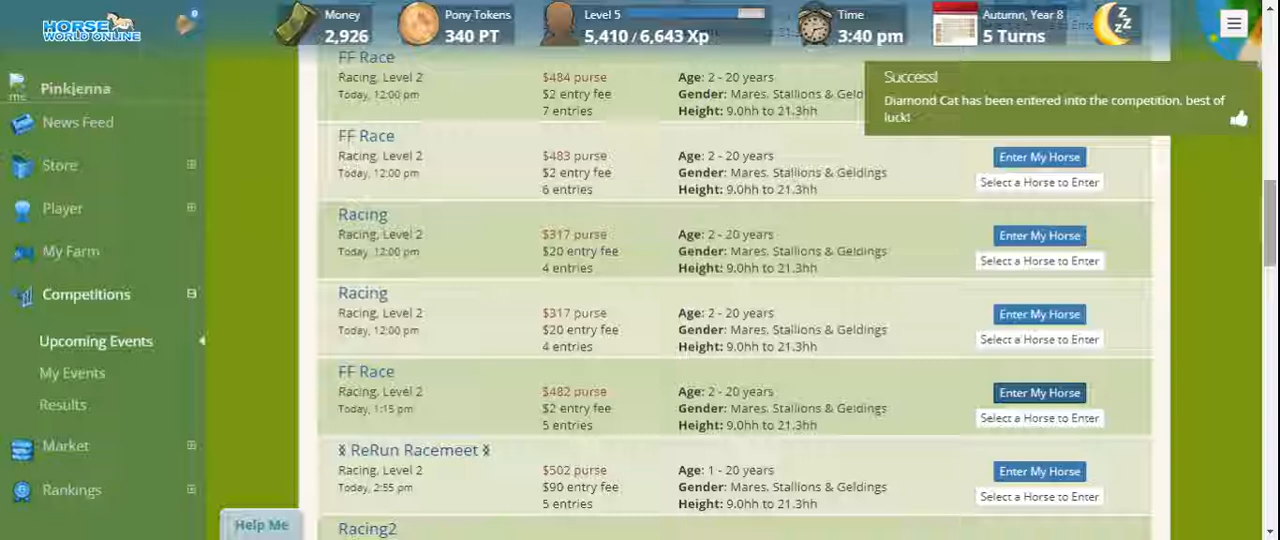 HORSE
WORLD ONLINE
Money
2,926
Pony Tokens
340 PT
Level 5
5,410 / 6,643 Xp
Time
3:40 pm
Autumn, Year 8
5 Turns
Z Z Z
0
Pinkjenna
News Feed
Store
Player
My Farm
Competitions
Upcoming Events
My Events
Results
Market
Rankings
Success!
Diamond Cat has been entered into the competition, best of
luck!
FF Race
Racing, Level 2
Today, 12:00 pm
$484 purse
$2 entry fee
7 entries
Age: 2 - 20 years
Gender: Mares, Stallions & Geld
Height: 9.0hh to 21.3hh
FF Race
Racing, Level 2
Today, 12:00 pm
$483 purse
$2 entry fee
6 entries
Age: 2 - 20 years
Gender: Mares, Stallions & Geldings
Height: 9.0hh to 21.3hh
Enter My Horse
Select a Horse to Enter
Racing
Racing, Level 2
Today, 12:00 pm
$317 purse
$20 entry fee
4 entries
Age: 2 - 20 years
Gender: Mares, Stallions & Geldings
Height: 9.0hh to 21.3hh
Enter My Horse
Select a Horse to Enter
Racing
Racing, Level 2
Today, 12:00 pm
$317 purse
$20 entry fee
4 entries
Age: 2 - 20 years
Gender: Mares, Stallions & Geldings
Height: 9.0hh to 21.3hh
Enter My Horse
Select a Horse to Enter
FF Race
Racing, Level 2
Today, 1:15 pm
$482 purse
$2 entry fee
5 entries
Age: 2 - 20 years
Gender: Mares, Stallions & Geldings
Height: 9.0hh to 21.3hh
Enter My Horse
Select a Horse to Enter
ReRun Racemeet
Racing, Level 2
Today, 2:55 pm
$502 purse
$90 entry fee
5 entries
Age: 1 - 20 years
Gender: Mares, Stallions & Geldings
Height: 9.0hh to 21.3hh
Enter My Horse
Select a Horse to Enter
Racing2
Help Me